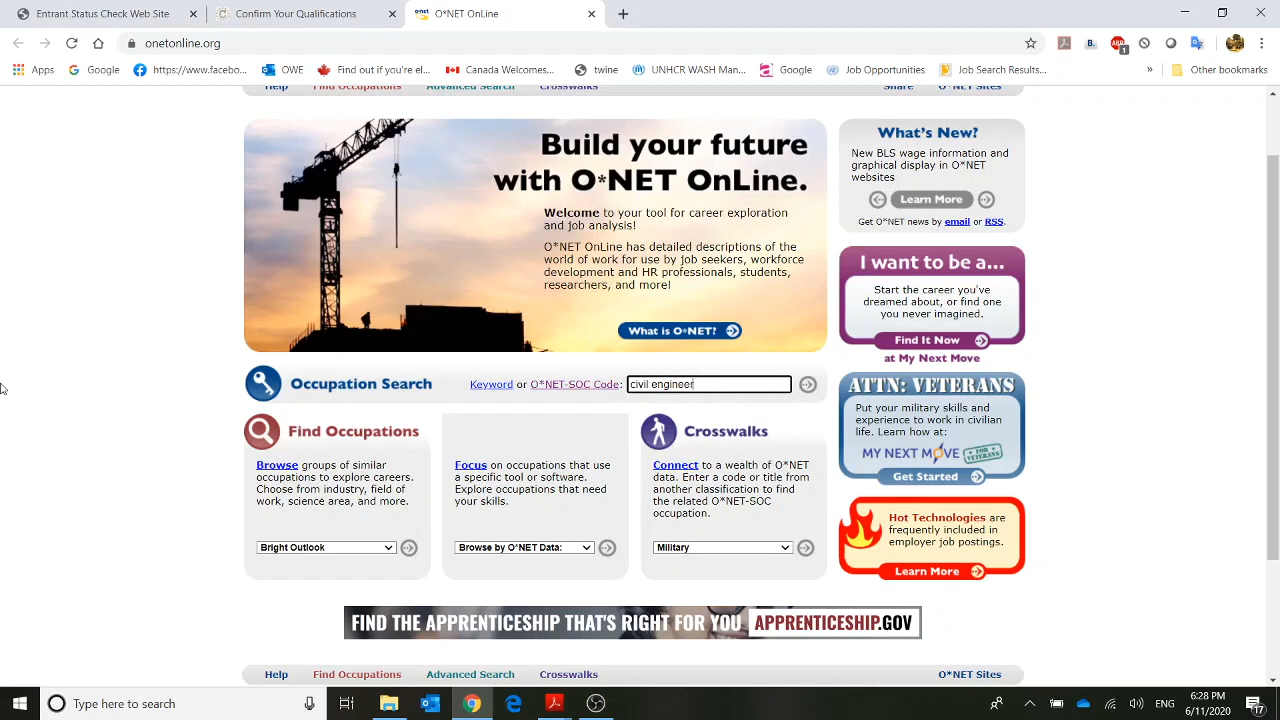 Confirm Your Qualifications
Confirm Your Qualifications
O*NET OnLine
onetonline.org
Apps
Google
https://www.facebo...
OWE
Find out if you're el...
Canada Welcomes...
twine
UNHCR WASH Man...
Google
Job Opportunities
Job Search Results...
»
Other bookmarks
Help
Find Occupations
Advanced Search
Crosswalks
Share
O*NET Sites
Build your future
with O*NET OnLine.
Welcome to your tool for career exploration
and job analysis!
O*NET OnLine has detailed descriptions of the
world of work for use by job seekers, workforce
development and HR professionals, students,
researchers, and more!
What is O*NET?
What's New?
New BLS wage information and
graphical display in O*NET
websites
Learn More
Get O*NET news by email or RSS.
I want to be a...
Start the career you've
dreamed about, or find one
you never imagined.
Find It Now
at My Next Move
Occupation Search
Keyword or O*NET-SOC Code:
civil engineer
ATTN: VETERANS
Put your military skills and
experience to work in civilian
life. Learn how at:
MY NEXT MOVE FOR VETERANS
Get Started
Find Occupations
Browse groups of similar
occupations to explore careers.
Choose from industry, field of
work, science area, and more.
Bright Outlook
Focus on occupations that use
a specific tool or software.
Explore occupations that need
your skills.
Browse by O*NET Data:
Crosswalks
Connect to a wealth of O*NET
data. Enter a code or title from
another classification to find
the related O*NET-SOC
occupation.
Military
Hot Technologies are
frequently included in
employer job postings.
Learn More
FIND THE APPRENTICESHIP THAT'S RIGHT FOR YOU APPRENTICESHIP.GOV
Help
Find Occupations
Advanced Search
Crosswalks
O*NET Sites
Type here to search
6:28 PM
6/11/2020